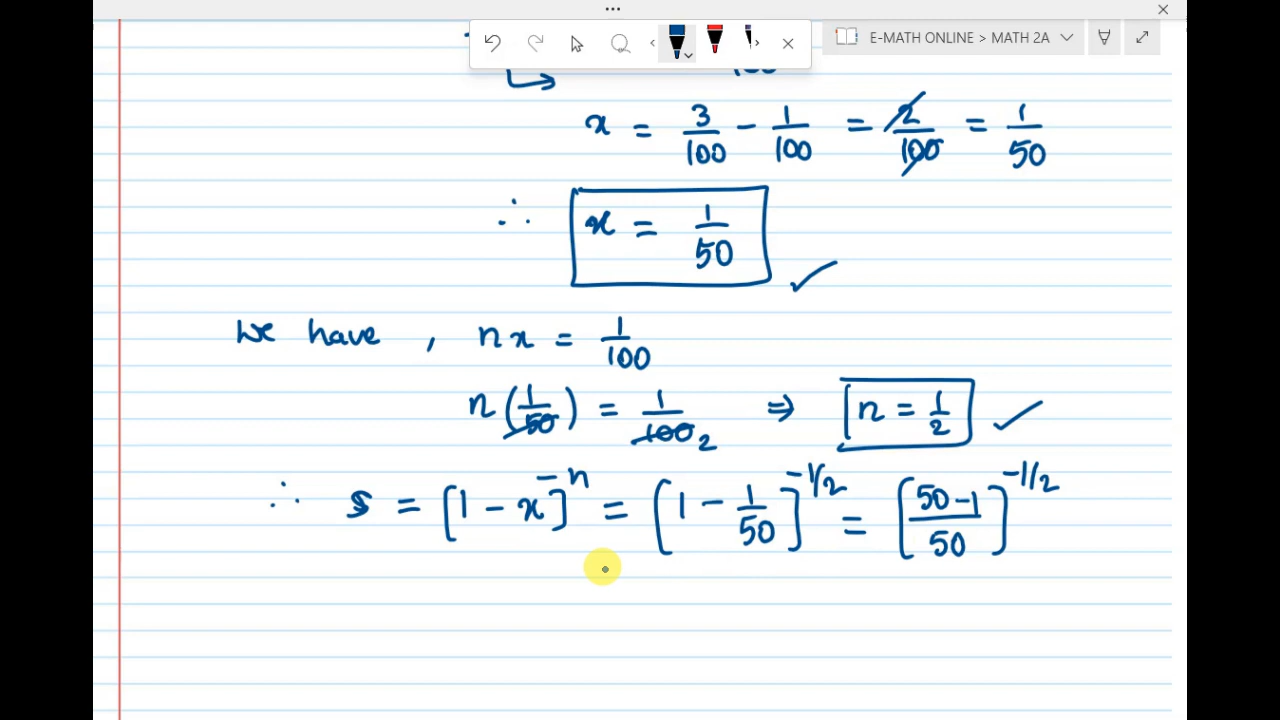 E-MATH ONLINE > MATH 2A
x = 3/100 - 1/100 = 2/100 = 1/50
∴ x = 1/50 ✓
We have , nx = 1/100
n(1/50) = 1/100 2 ⇒ n = 1/2 ✓
∴ S = [1 - x]^-n = [1 - 1/50]^-1/2 = [50-1/50]^-1/2